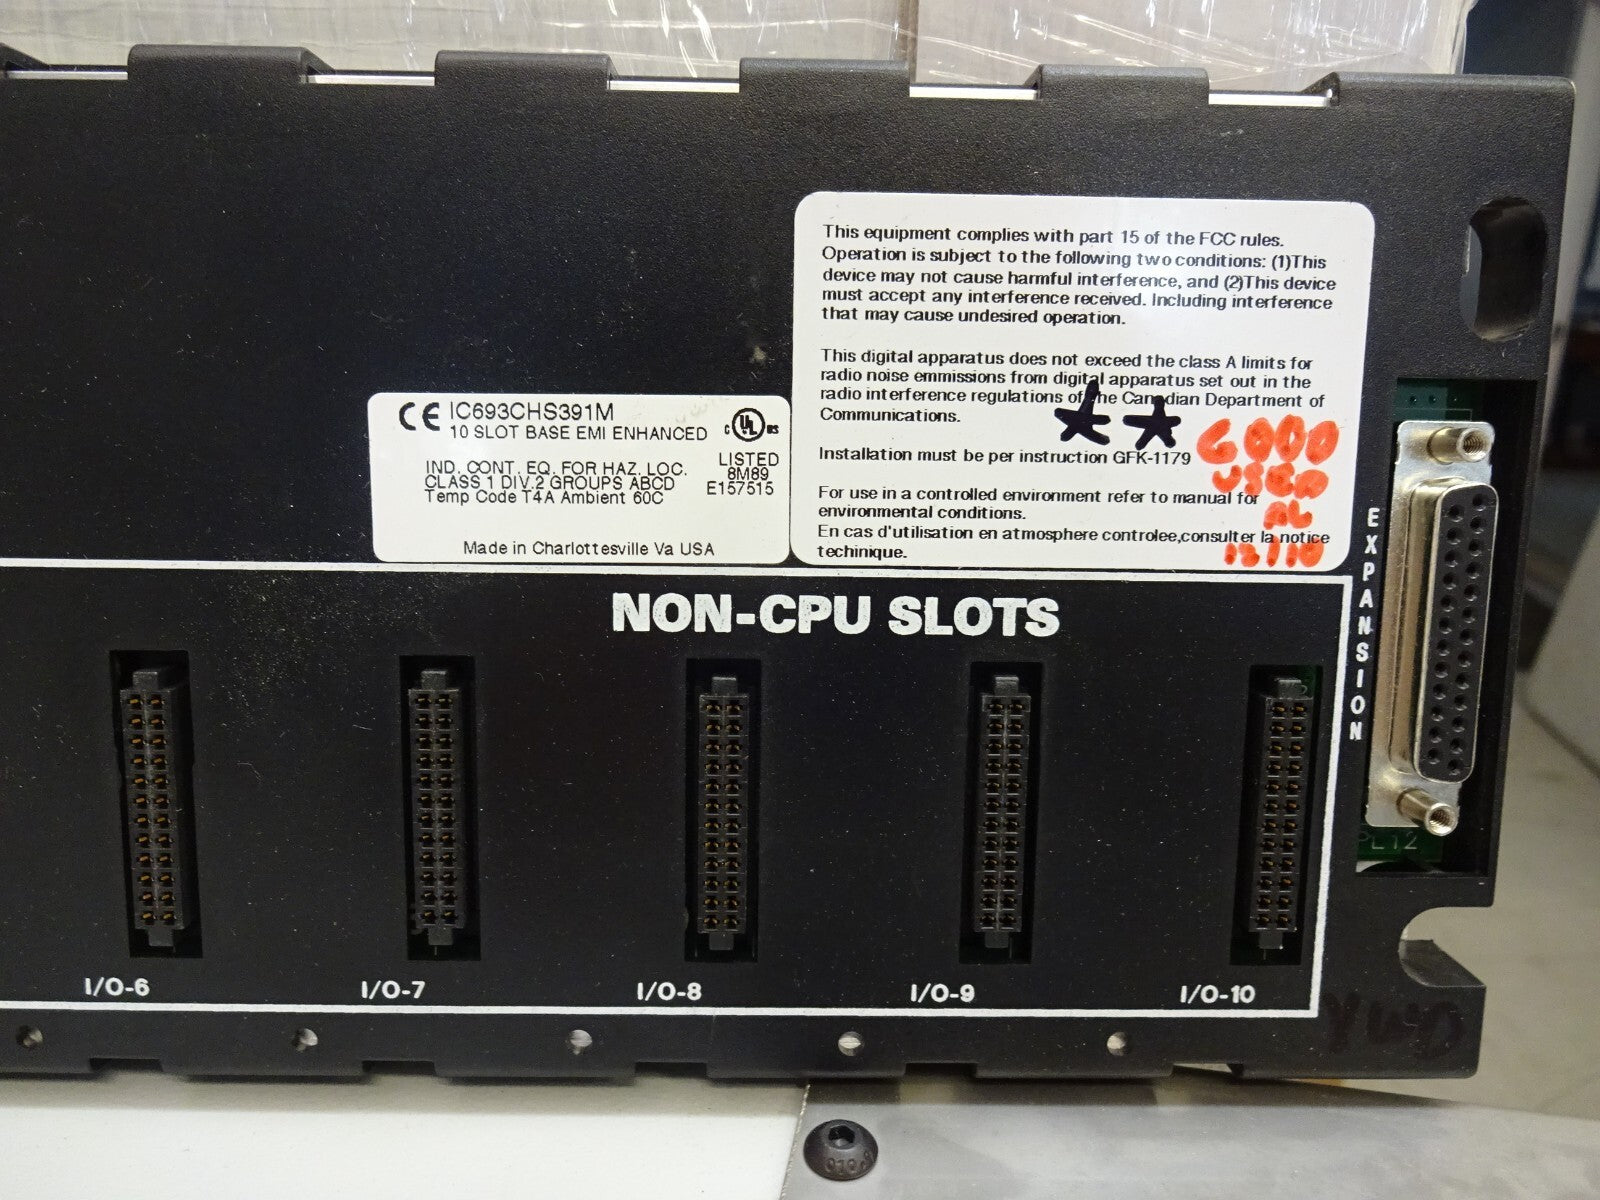 This equipment complies with part 15 of the FCC rules.
Operation is subject to the following two conditions: (1)This
device may not cause harmful interference, and (2)This device
must accept any interference received. Including interference
that may cause undesired operation.
This digital apparatus does not exceed the class A limits for
radio noise emmissions from digital apparatus set out in the
radio interference regulations of the Canadian Department of
Communications.
Installation must be per instruction GFK-1179
For use in a controlled environment refer to manual for
environmental conditions.
En cas d'utilisation en atmosphere controlee,consulter la notice
techinique.
GOOD
USED
CE IC693CHS391M
10 SLOT BASE EMI ENHANCED
C UL US
LISTED
8M89
E157515
IND. CONT. EQ. FOR HAZ. LOC.
CLASS 1 DIV.2 GROUPS ABCD
Temp Code T4A Ambient 60C
Made in Charlottesville Va USA
EXPANSION
NON-CPU SLOTS
PL12
I/O-6
I/O-7
I/O-8
I/O-9
I/O-10